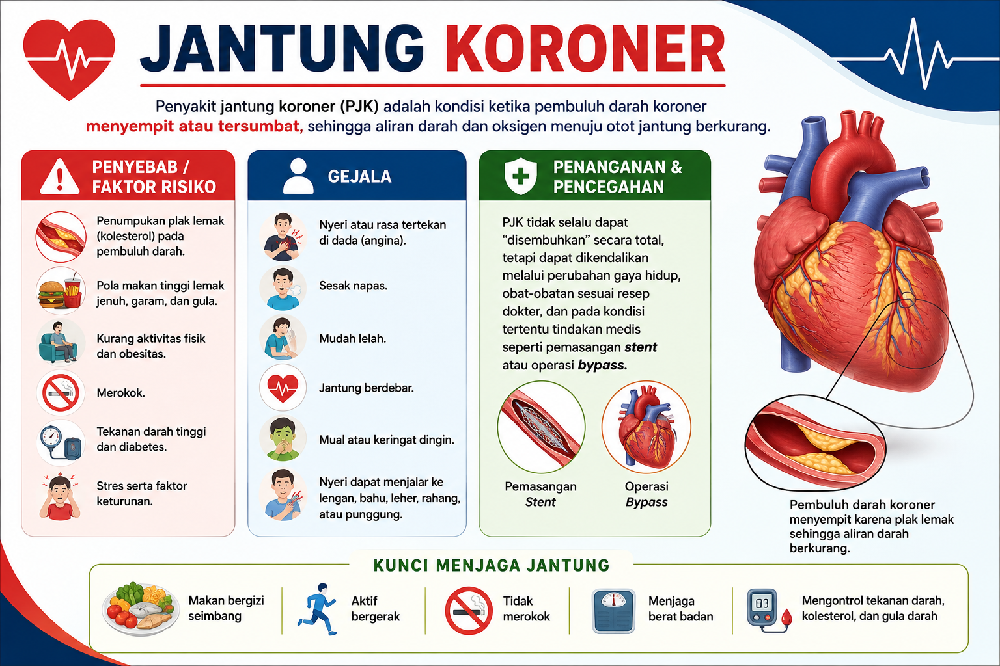 JANTUNG KORONER
Penyakit jantung koroner (PJK) adalah kondisi ketika pembuluh darah koroner
menyempit atau tersumbat, sehingga aliran darah dan oksigen menuju otot jantung berkurang.
PENYEBAB /
FAKTOR RISIKO
Penumpukan plak lemak
(kolesterol) pada
pembuluh darah.
Pola makan tinggi lemak
jenuh, garam, dan gula.
Kurang aktivitas fisik
dan obesitas.
Merokok.
Tekanan darah tinggi
dan diabetes.
Stres serta faktor
keturunan.
GEJALA
Nyeri atau rasa tertekan
di dada (angina).
Sesak napas.
Mudah lelah.
Jantung berdebar.
Mual atau keringat dingin.
Nyeri dapat menjalar ke
lengan, bahu, leher, rahang,
atau punggung.
PENANGANAN &
PENCEGAHAN
PJK tidak selalu dapat
“disembuhkan” secara total,
tetapi dapat dikendalikan
melalui perubahan gaya hidup,
obat-obatan sesuai resep
dokter, dan pada kondisi
tertentu tindakan medis
seperti pemasangan stent
atau operasi bypass.
Pemasangan
Stent
Operasi
Bypass
Pembuluh darah koroner
menyempit karena plak lemak
sehingga aliran darah
berkurang.
KUNCI MENJAGA JANTUNG
Makan bergizi
seimbang
Aktif
bergerak
Tidak
merokok
Menjaga
berat badan
Mengontrol tekanan darah,
kolesterol, dan gula darah